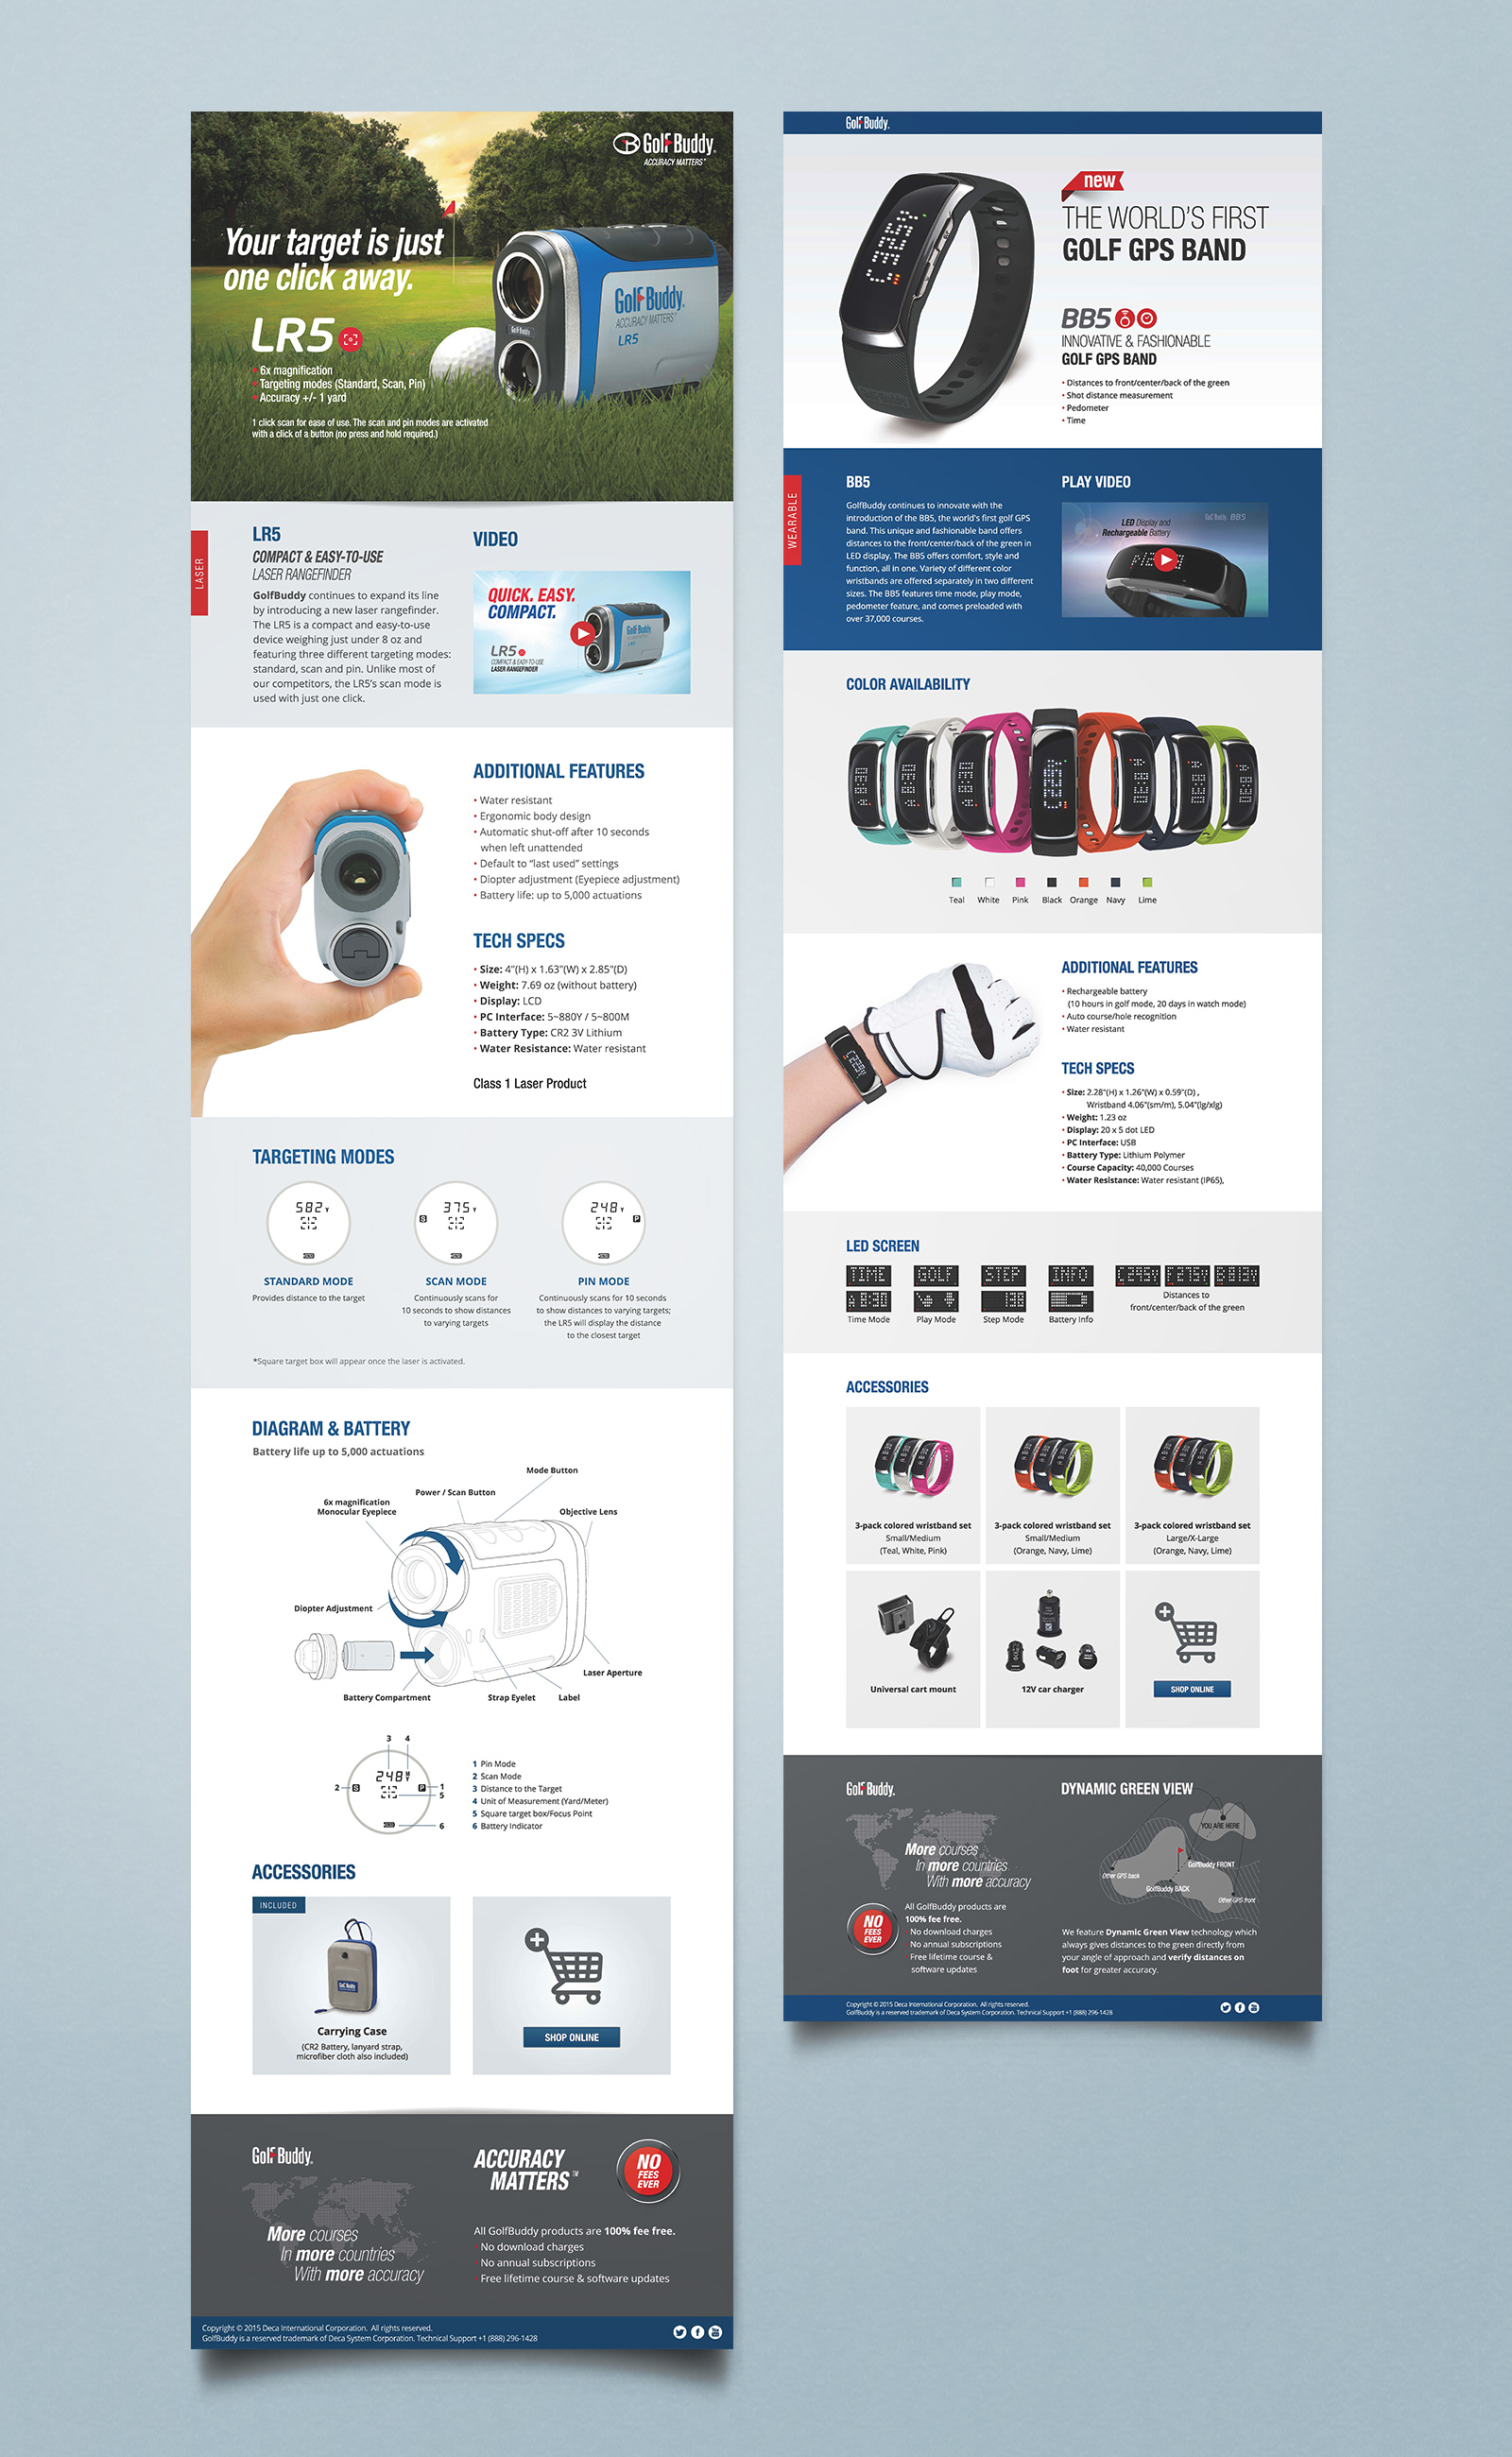 GolfBuddy
ACCURACY MATTERS™
Your target is just
one click away.
GolfBuddy
ACCURACY MATTERS™
LR5
GolfBuddy
LR5
• 6x magnification
• Targeting modes (Standard, Scan, Pin)
• Accuracy +/- 1 yard
1 click scan for ease of use. The scan and pin modes are activated
with a click of a button (no press and hold required.)
LASER
LR5
COMPACT & EASY-TO-USE
LASER RANGEFINDER
GolfBuddy continues to expand its line
by introducing a new laser rangefinder.
The LR5 is a compact and easy-to-use
device weighing just under 8 oz and
featuring three different targeting modes:
standard, scan and pin. Unlike most of
our competitors, the LR5's scan mode is
used with just one click.
VIDEO
QUICK. EASY.
COMPACT.
GolfBuddy
LR5
COMPACT & EASY-TO-USE
LASER RANGEFINDER
ADDITIONAL FEATURES
• Water resistant
• Ergonomic body design
• Automatic shut-off after 10 seconds
when left unattended
• Default to “last used” settings
• Diopter adjustment (Eyepiece adjustment)
• Battery life: up to 5,000 actuations
TECH SPECS
• Size: 4"(H) x 1.63"(W) x 2.85"(D)
• Weight: 7.69 oz (without battery)
• Display: LCD
• PC Interface: 5~880Y / 5~800M
• Battery Type: CR2 3V Lithium
• Water Resistance: Water resistant
Class 1 Laser Product
TARGETING MODES
582Y
375Y
S
248Y
P
STANDARD MODE
Provides distance to the target
SCAN MODE
Continuously scans for
10 seconds to show distances
to varying targets
PIN MODE
Continuously scans for 10 seconds
to show distances to varying targets;
the LR5 will display the distance
to the closest target
*Square target box will appear once the laser is activated.
DIAGRAM & BATTERY
Battery life up to 5,000 actuations
Mode Button
Power / Scan Button
6x magnification
Monocular Eyepiece
Objective Lens
Diopter Adjustment
Laser Aperture
Battery Compartment
Strap Eyelet
Label
3 4
248
2 S P 1
5
6
1 Pin Mode
2 Scan Mode
3 Distance to the Target
4 Unit of Measurement (Yard/Meter)
5 Square target box/Focus Point
6 Battery Indicator
ACCESSORIES
INCLUDED
GolfBuddy
Carrying Case
(CR2 Battery, lanyard strap,
microfiber cloth also included)
SHOP ONLINE
GolfBuddy
More courses
In more countries
With more accuracy
ACCURACY
MATTERS™
NO
FEES
EVER
All GolfBuddy products are 100% fee free.
No download charges
No annual subscriptions
Free lifetime course & software updates
Copyright © 2015 Deca International Corporation. All rights reserved.
GolfBuddy is a reserved trademark of Deca System Corporation. Technical Support +1 (888) 296-1428
GolfBuddy
new
THE WORLD'S FIRST
GOLF GPS BAND
BB5
INNOVATIVE & FASHIONABLE
GOLF GPS BAND
• Distances to front/center/back of the green
• Shot distance measurement
• Pedometer
• Time
WEARABLE
BB5
GolfBuddy continues to innovate with the
introduction of the BB5, the world's first golf GPS
band. This unique and fashionable band offers
distances to the front/center/back of the green in
LED display. The BB5 offers comfort, style and
function, all in one. Variety of different color
wristbands are offered separately in two different
sizes. The BB5 features time mode, play mode,
pedometer feature, and comes preloaded with
over 37,000 courses.
PLAY VIDEO
GolfBuddy BB5
LED Display and
Rechargeable Battery
COLOR AVAILABILITY
Teal White Pink Black Orange Navy Lime
ADDITIONAL FEATURES
• Rechargeable battery
(10 hours in golf mode, 20 days in watch mode)
• Auto course/hole recognition
• Water resistant
TECH SPECS
• Size: 2.28"(H) x 1.26"(W) x 0.59"(D) ,
Wristband 4.06"(sm/m), 5.04"(lg/xlg)
• Weight: 1.23 oz
• Display: 20 x 5 dot LED
• PC Interface: USB
• Battery Type: Lithium Polymer
• Course Capacity: 40,000 Courses
• Water Resistance: Water resistant (IP65),
LED SCREEN
TIME GOLF STEP INFO
Time Mode
Play Mode
Step Mode
Battery Info
Distances to
front/center/back of the green
ACCESSORIES
3-pack colored wristband set
Small/Medium
(Teal, White, Pink)
3-pack colored wristband set
Small/Medium
(Orange, Navy, Lime)
3-pack colored wristband set
Large/X-Large
(Orange, Navy, Lime)
Universal cart mount
12V car charger
SHOP ONLINE
GolfBuddy
More courses
In more countries
With more accuracy
NO
FEES
EVER
All GolfBuddy products are
100% fee free.
No download charges
No annual subscriptions
Free lifetime course &
software updates
DYNAMIC GREEN VIEW
YOU ARE HERE
GolfBuddy FRONT
Other GPS back
GolfBuddy BACK
Other GPS front
We feature Dynamic Green View technology which
always gives distances to the green directly from
your angle of approach and verify distances on
foot for greater accuracy.
Copyright © 2015 Deca International Corporation. All rights reserved.
GolfBuddy is a reserved trademark of Deca System Corporation. Technical Support +1 (888) 296-1428